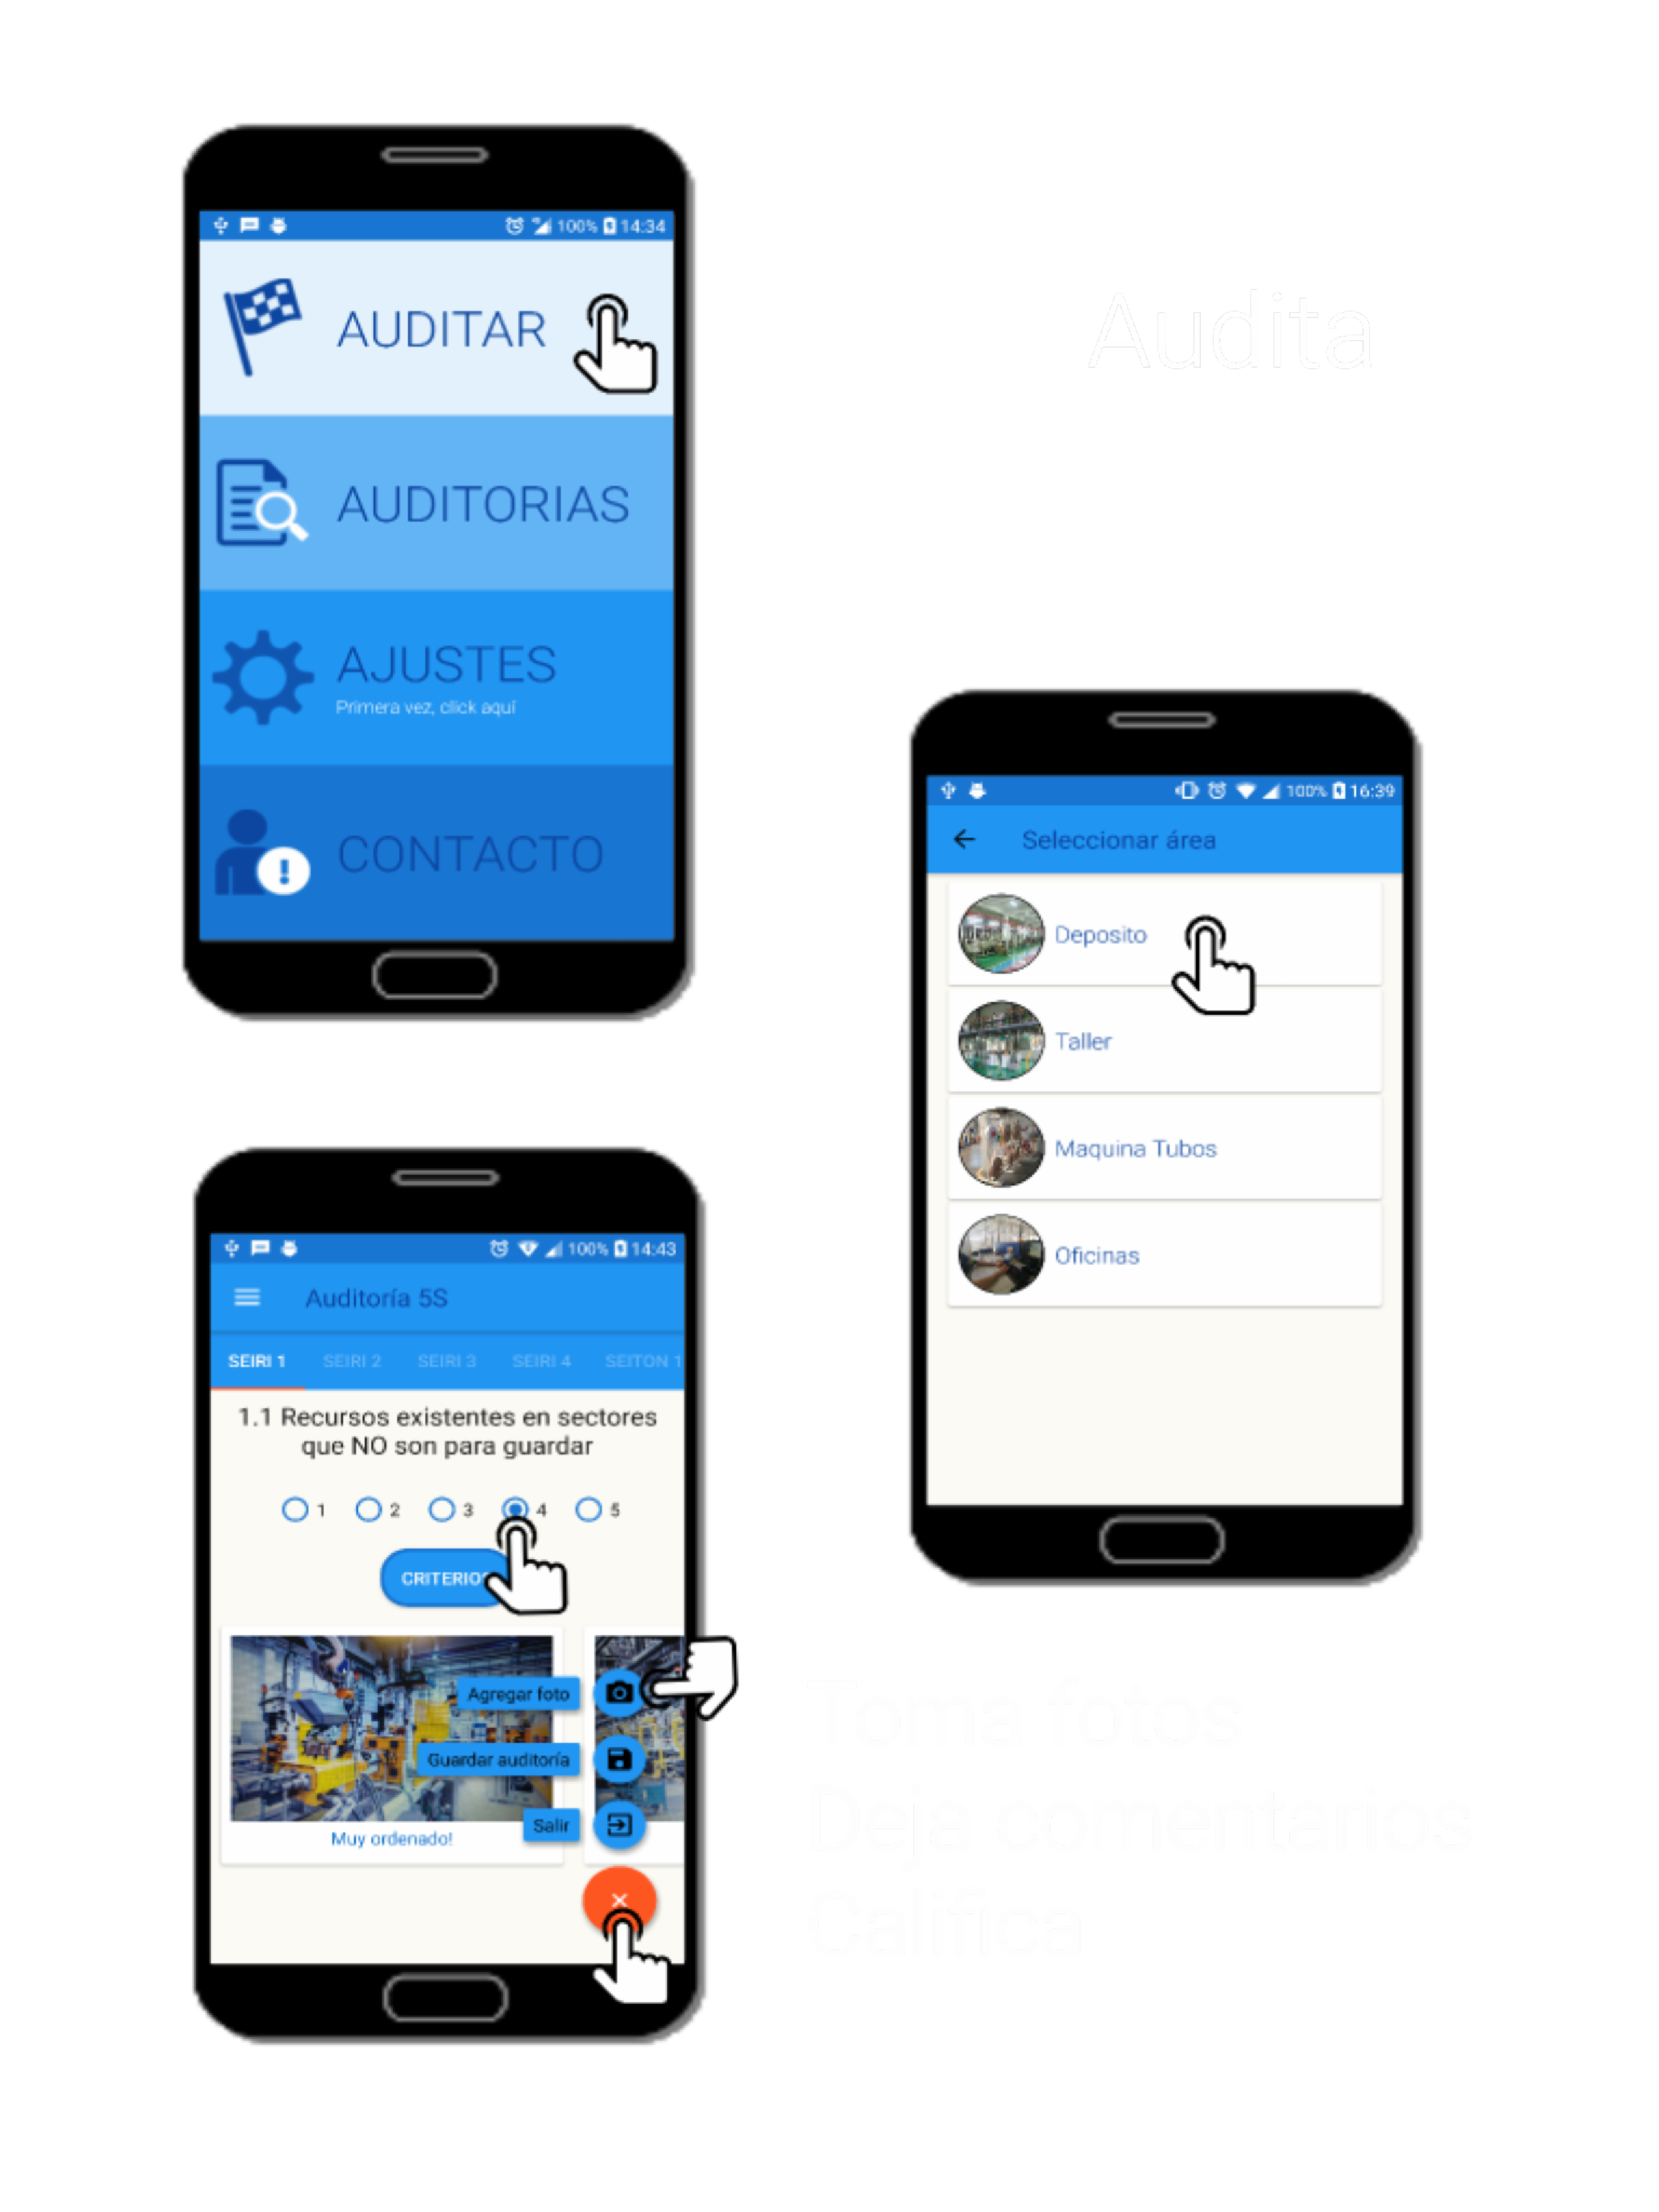 100% 14:34
AUDITAR
AUDITORIAS
AJUSTES
Primera vez, click aquí
CONTACTO
Audita
100% 16:39
Seleccionar área
Deposito
Taller
Maquina Tubos
Oficinas
100% 14:43
Auditoría 5S
SEIRI 1 SEIRI 2 SEIRI 3 SEIRI 4 SEITON 1
1.1 Recursos existentes en sectores
que NO son para guardar
1 2 3 4 5
CRITERIOS
Agregar foto
Guardar auditoría
Salir
Muy ordenado!
Toma fotos
Deja comentarios
Califica